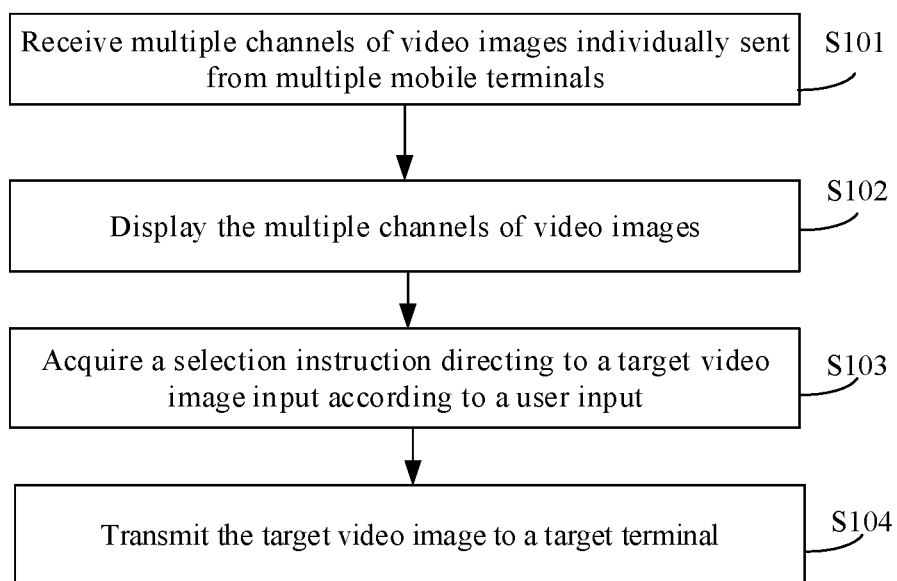 Receive multiple channels of video images individually sent
from multiple mobile terminals
S101
Display the multiple channels of video images
S102
Acquire a selection instruction directing to a target video
image input according to a user input
S103
Transmit the target video image to a target terminal
S104